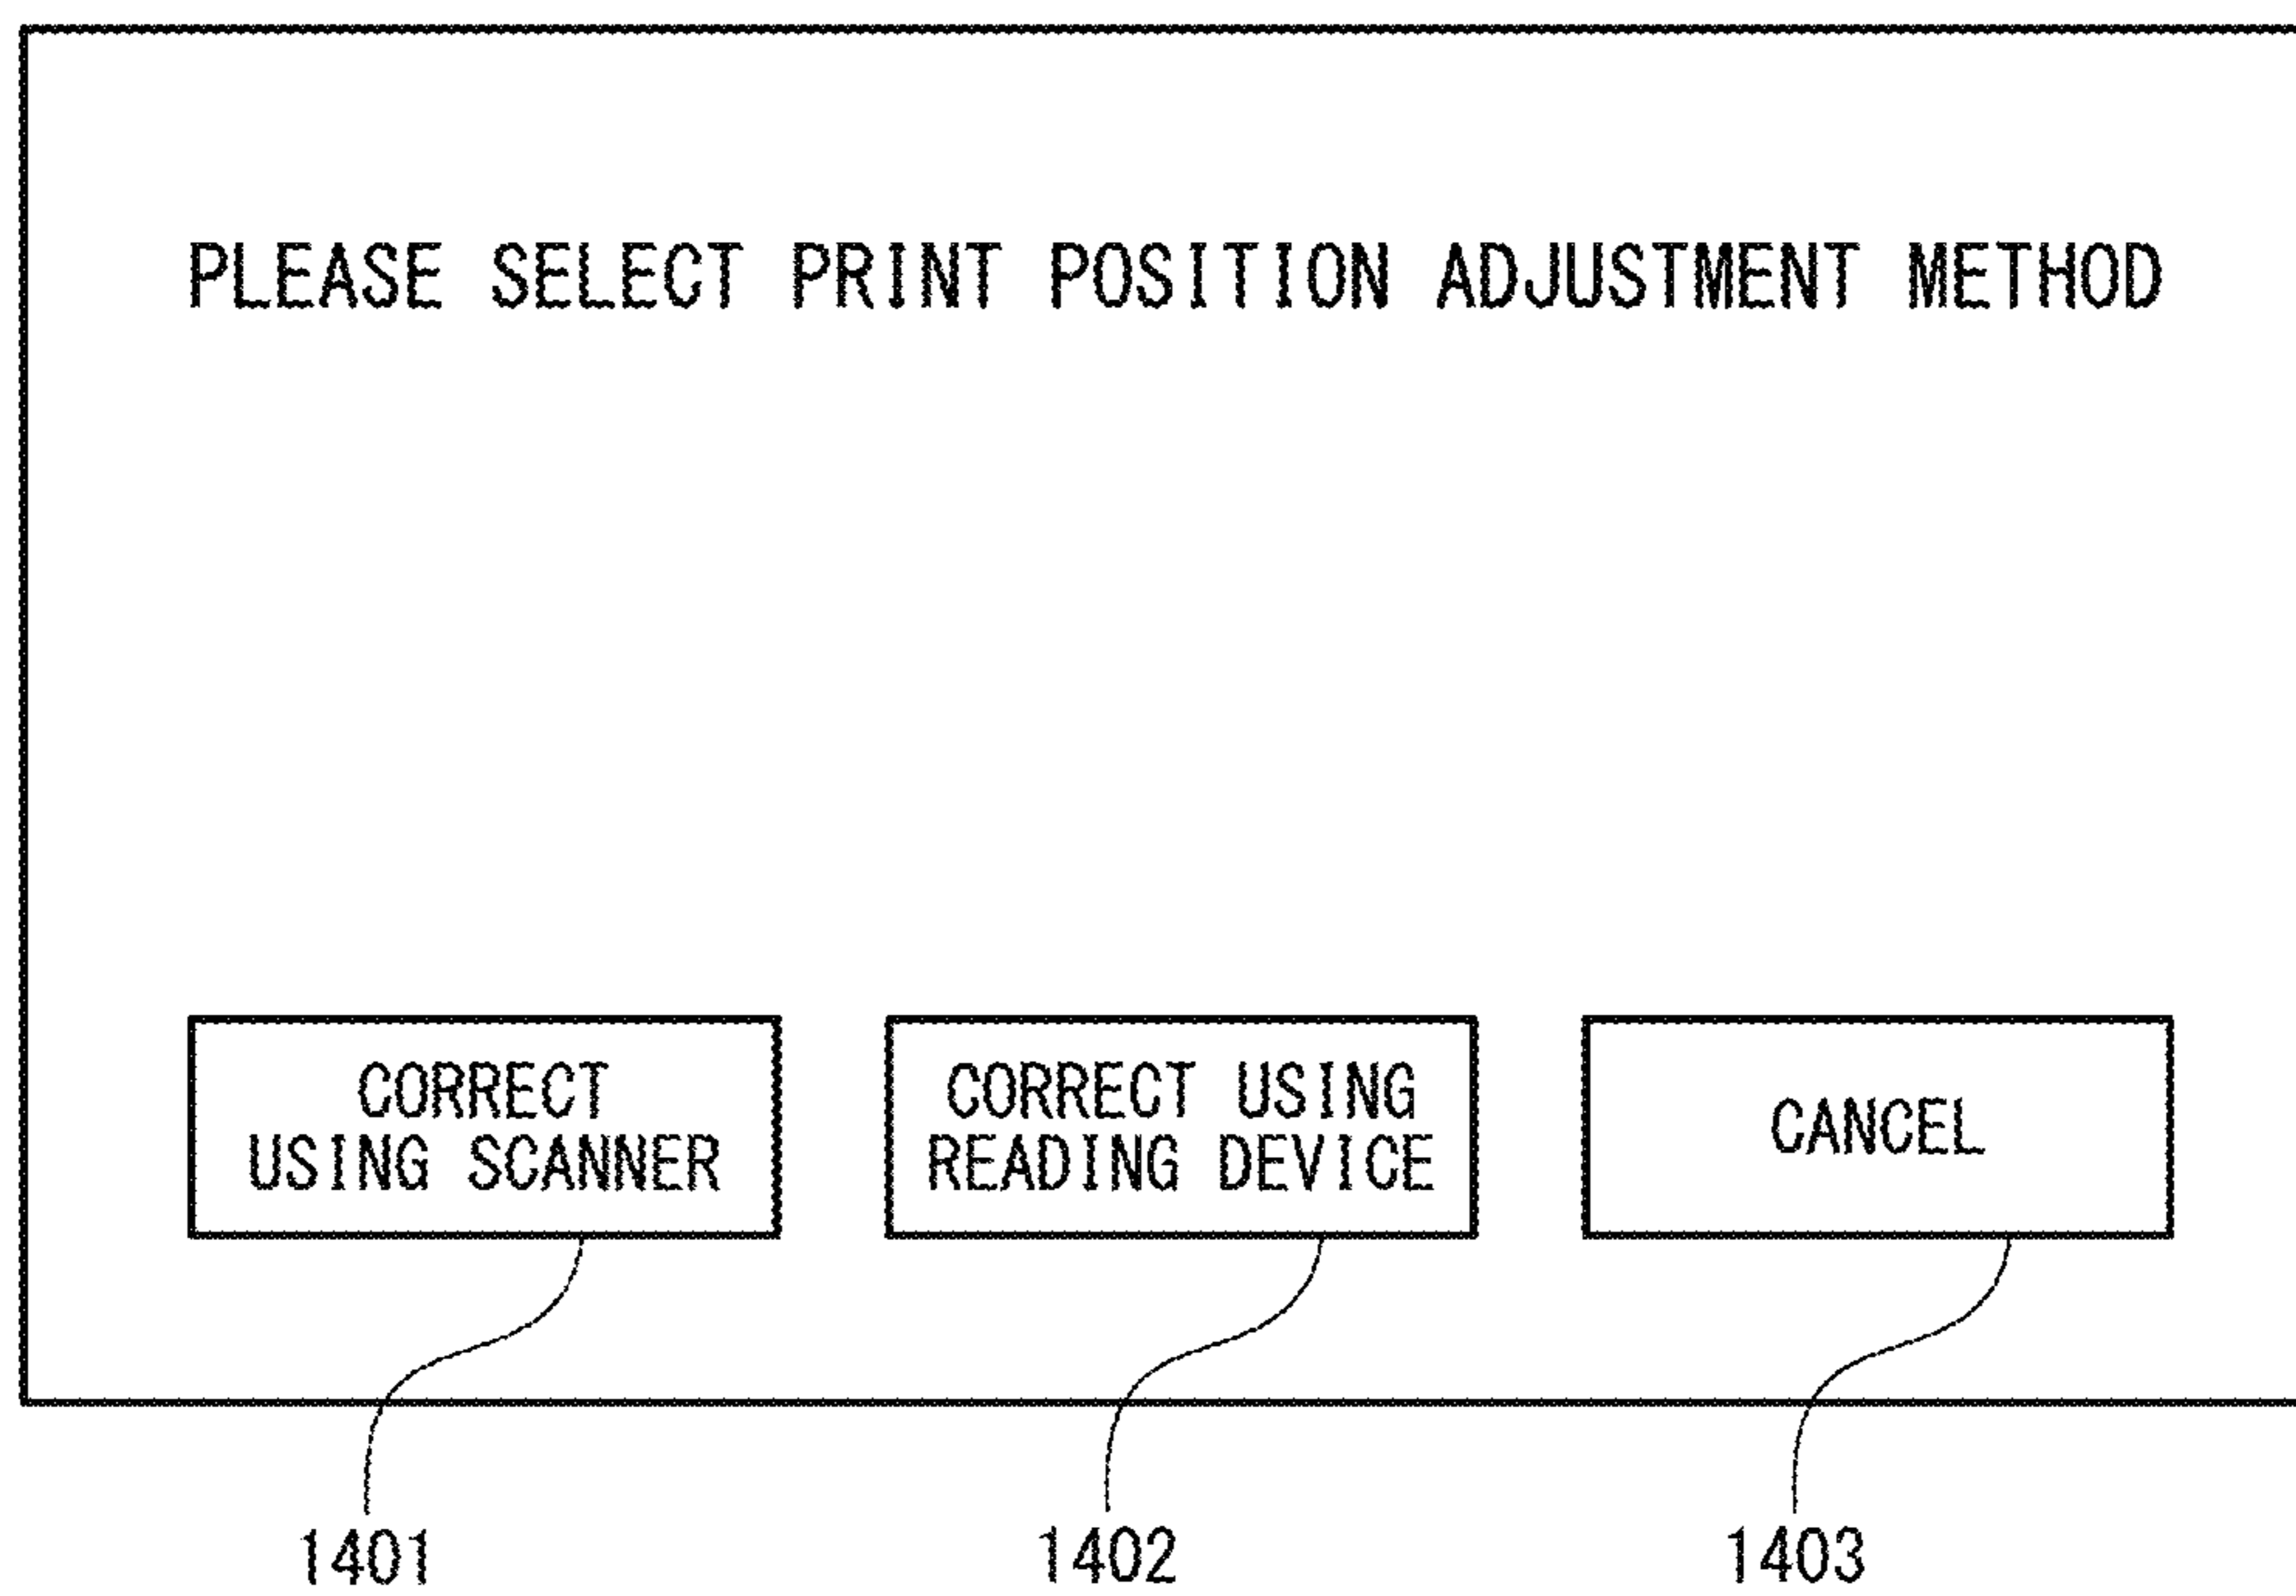 PLEASE SELECT PRINT POSITION ADJUSTMENT METHOD
CORRECT
USING SCANNER
CORRECT USING
READING DEVICE
CANCEL
1401
1402
1403